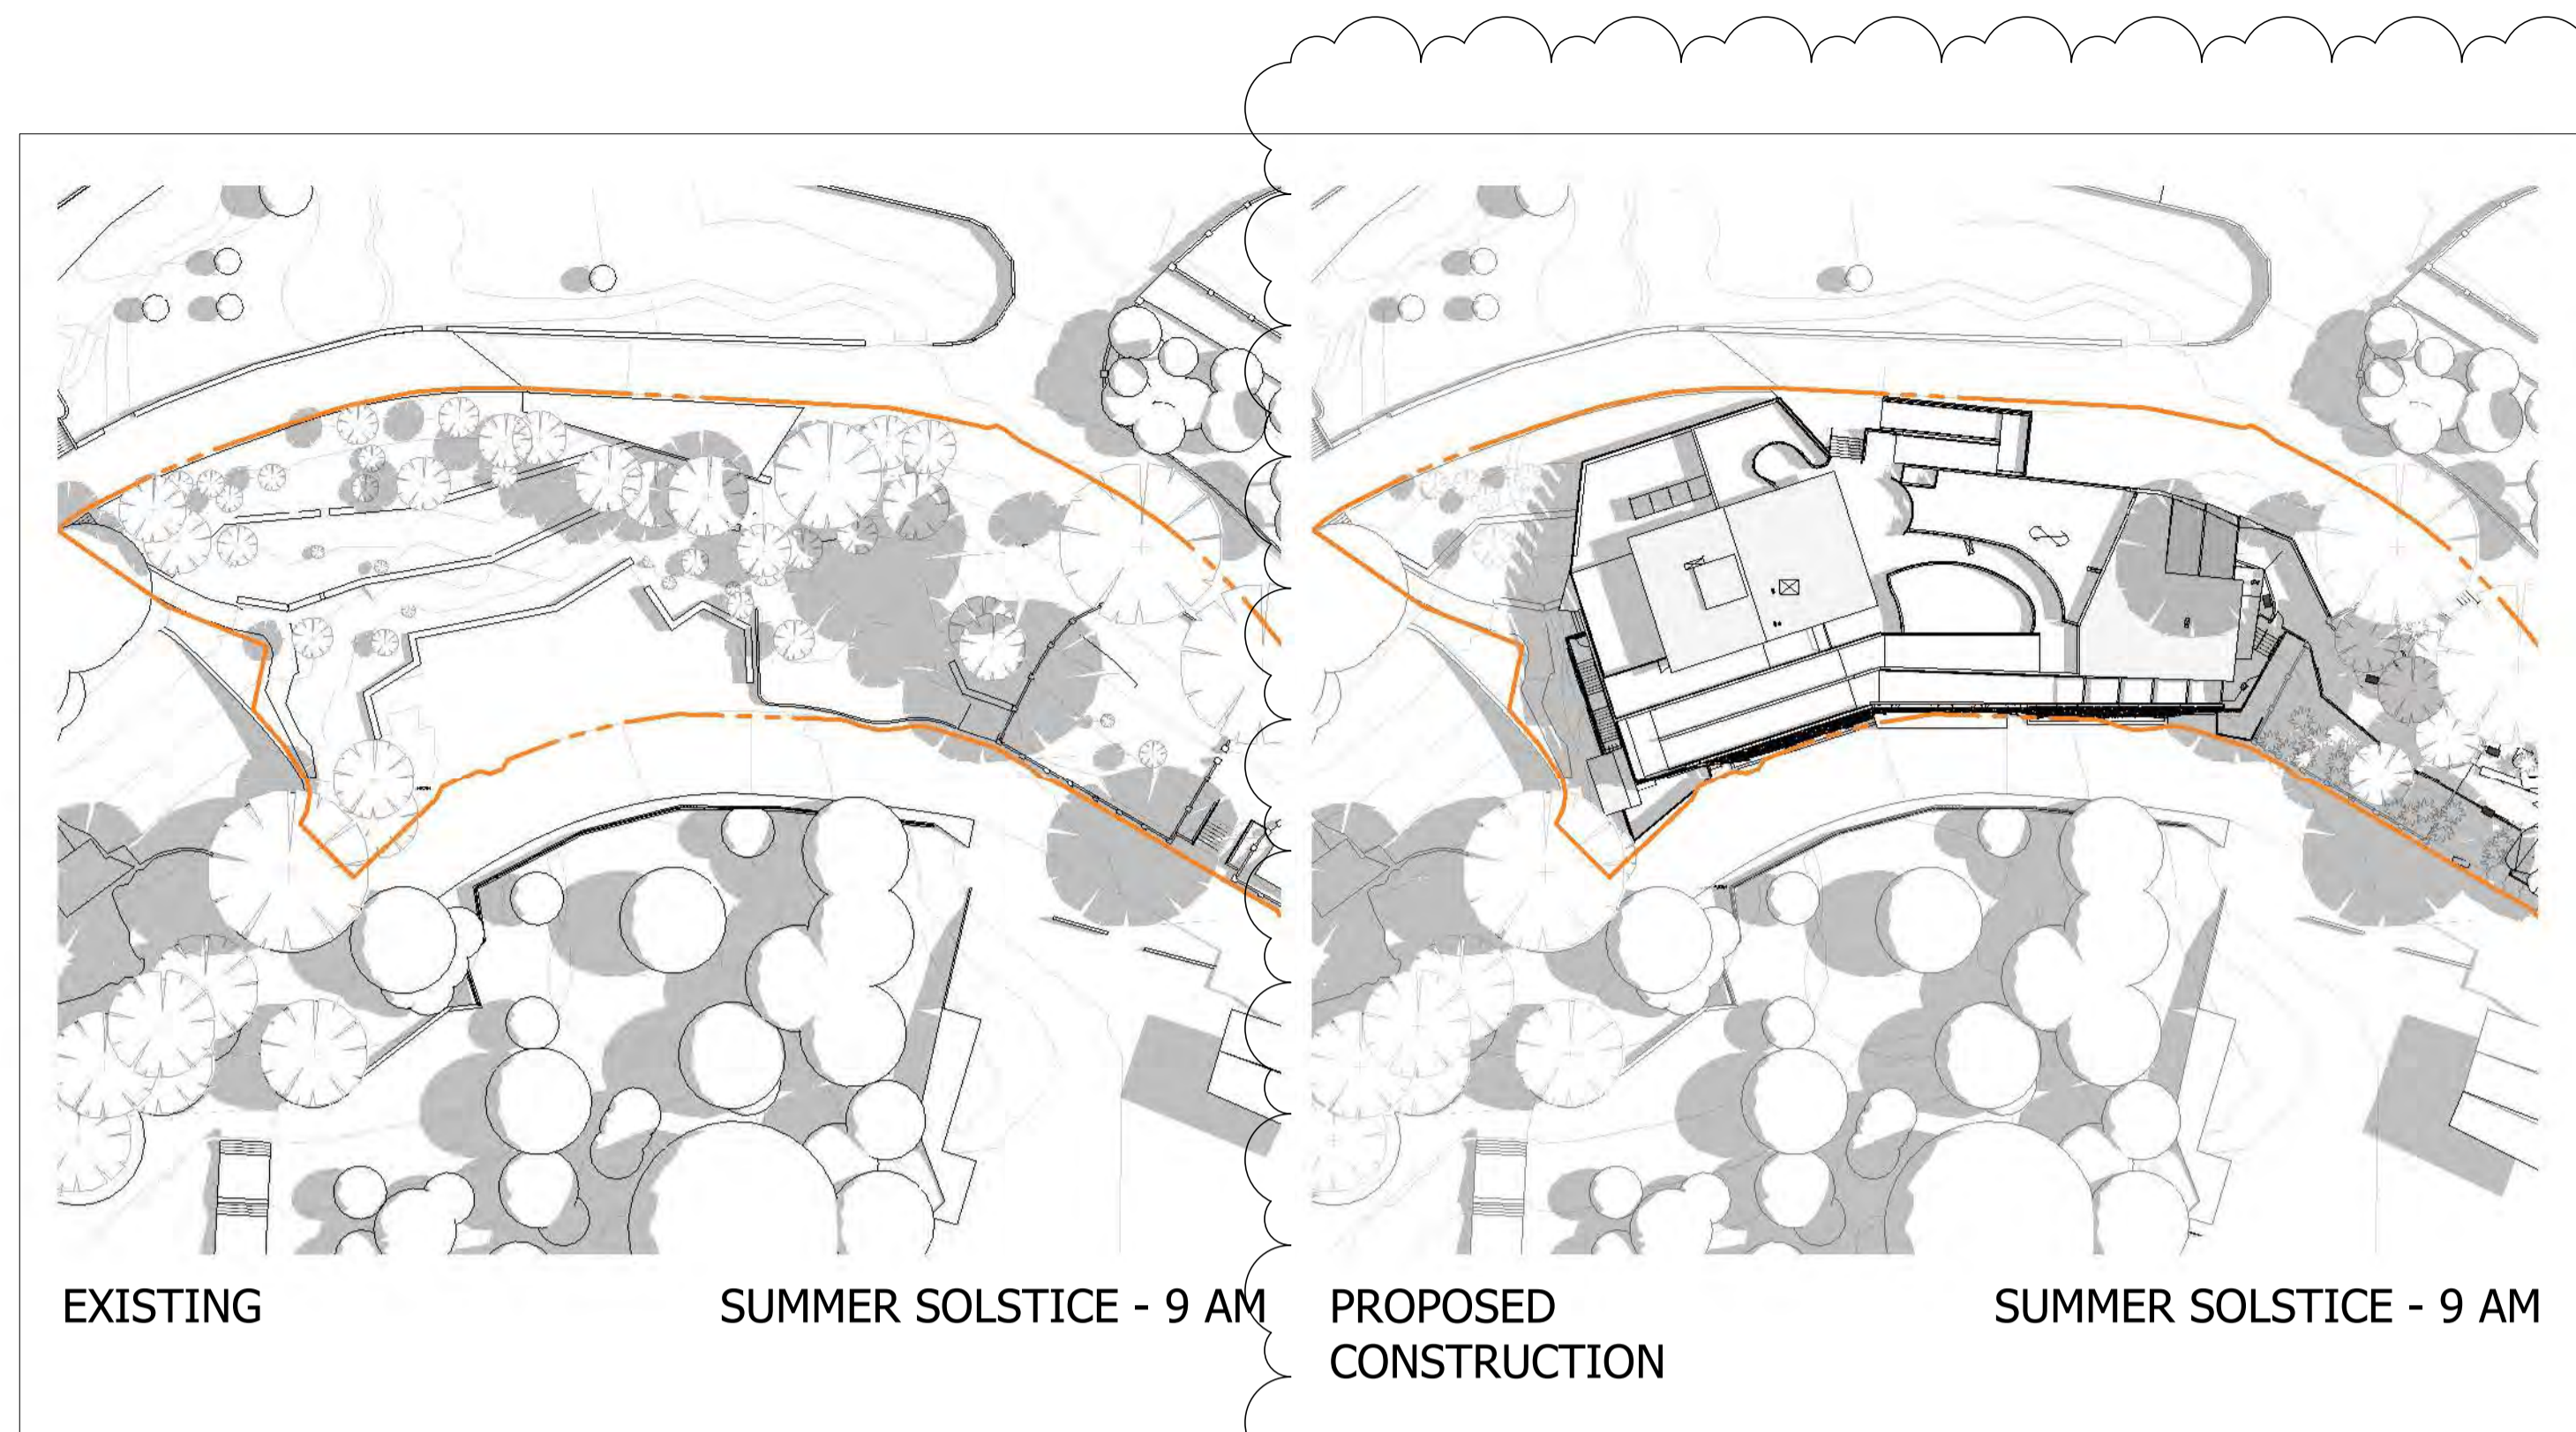 EXISTING
SUMMER SOLSTICE - 9 AM
PROPOSED
CONSTRUCTION
SUMMER SOLSTICE - 9 AM